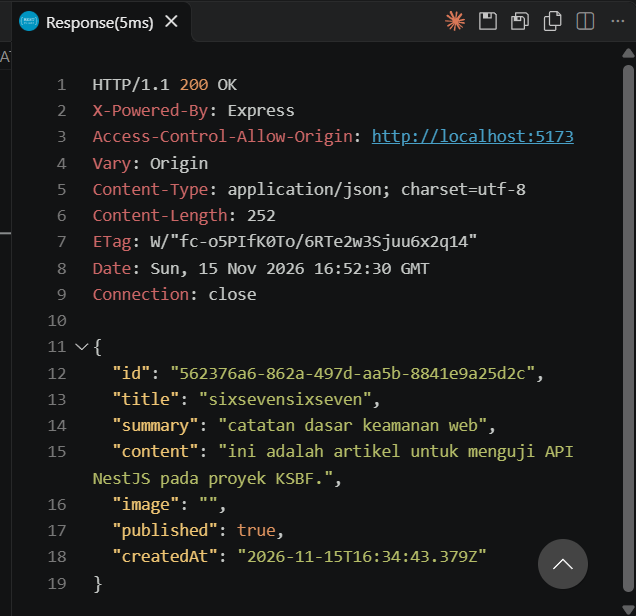 Response(5ms)
1 HTTP/1.1 200 OK
2 X-Powered-By: Express
3 Access-Control-Allow-Origin: http://localhost:5173
4 Vary: Origin
5 Content-Type: application/json; charset=utf-8
6 Content-Length: 252
7 ETag: W/"fc-o5PIfK0To/6RTe2w3Sjuu6x2q14"
8 Date: Sun, 15 Nov 2026 16:52:30 GMT
9 Connection: close
10
11 {
12 "id": "562376a6-862a-497d-aa5b-8841e9a25d2c",
13 "title": "sixsevensixseven",
14 "summary": "catatan dasar keamanan web",
15 "content": "ini adalah artikel untuk menguji API
NestJS pada proyek KSBF.",
16 "image": "",
17 "published": true,
18 "createdAt": "2026-11-15T16:34:43.379Z"
19 }